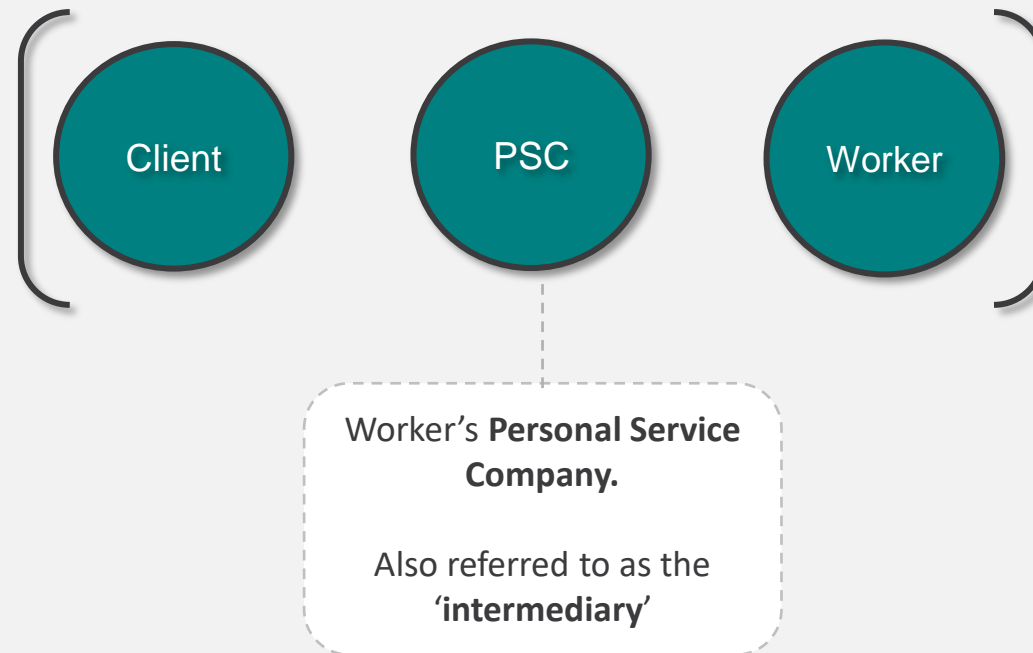 Client
PSC
Worker
Worker’s Personal Service
Company.
Also referred to as the
‘intermediary’